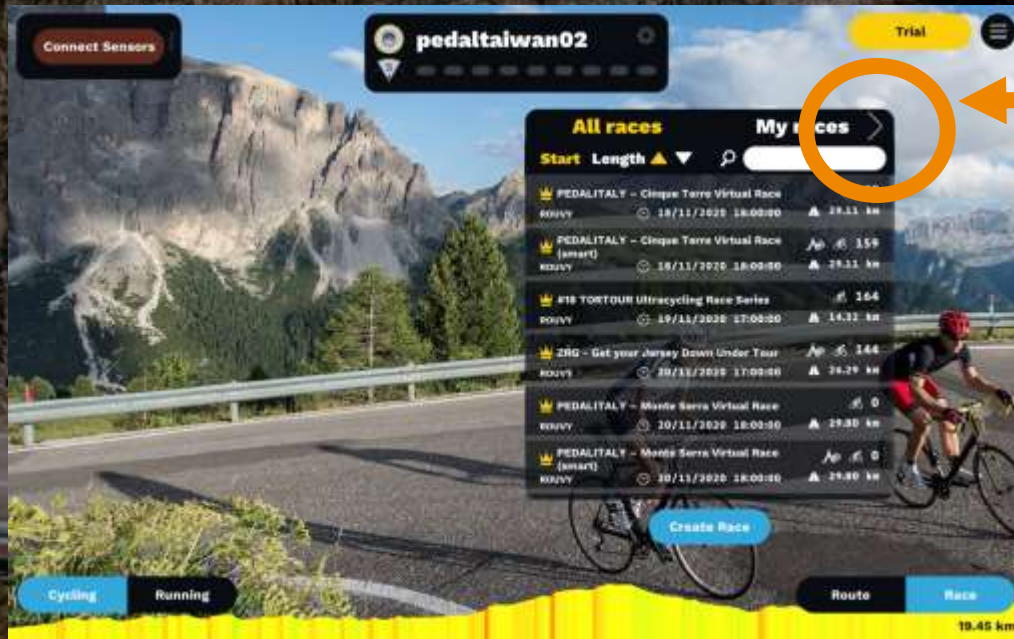 Connect Sensors
pedaltaiwan02
Trial
All races
My races
Start Length
PEDALITALY – Cinque Terre Virtual Race
ROUVY 18/11/2020 18:00:00 29.11 km
PEDALITALY – Cinque Terre Virtual Race 159
(smart)
ROUVY 18/11/2020 18:00:00 29.11 km
#18 TORTOUR Ultracycling Race Series 164
ROUVY 19/11/2020 17:00:00 14.32 km
ZRG – Get your Jersey Down Under Tour 144
ROUVY 20/11/2020 17:00:00 26.29 km
PEDALITALY – Monte Serra Virtual Race 0
ROUVY 20/11/2020 18:00:00 29.80 km
PEDALITALY – Monte Serra Virtual Race 0
(smart)
ROUVY 20/11/2020 18:00:00 29.80 km
Create Race
Cycling Running
Route Race
19.45 km